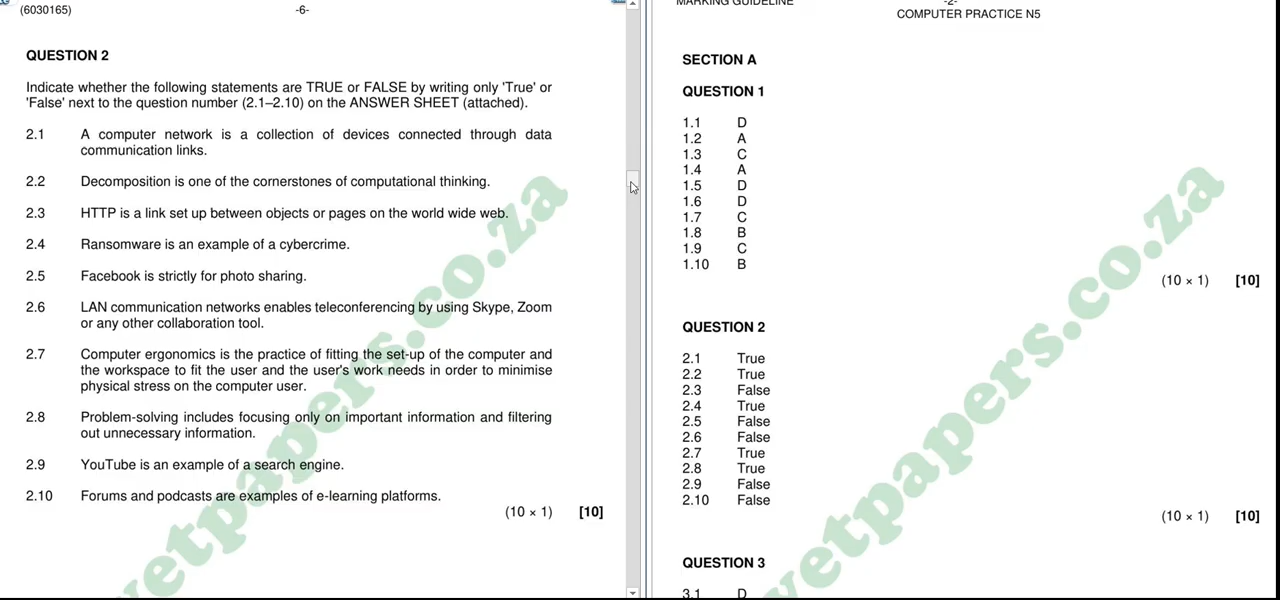 (6030165)
-6-
QUESTION 2
Indicate whether the following statements are TRUE or FALSE by writing only 'True' or
'False' next to the question number (2.1–2.10) on the ANSWER SHEET (attached).
2.1 A computer network is a collection of devices connected through data
communication links.
2.2 Decomposition is one of the cornerstones of computational thinking.
2.3 HTTP is a link set up between objects or pages on the world wide web.
2.4 Ransomware is an example of a cybercrime.
2.5 Facebook is strictly for photo sharing.
2.6 LAN communication networks enables teleconferencing by using Skype, Zoom
or any other collaboration tool.
2.7 Computer ergonomics is the practice of fitting the set-up of the computer and
the workspace to fit the user and the user's work needs in order to minimise
physical stress on the computer user.
2.8 Problem-solving includes focusing only on important information and filtering
out unnecessary information.
2.9 YouTube is an example of a search engine.
2.10 Forums and podcasts are examples of e-learning platforms.
(10 × 1) [10]
vetpapers.co.za
MARKING GUIDELINE
-2-
COMPUTER PRACTICE N5
SECTION A
QUESTION 1
1.1 D
1.2 A
1.3 C
1.4 A
1.5 D
1.6 D
1.7 C
1.8 B
1.9 C
1.10 B
(10 × 1) [10]
QUESTION 2
2.1 True
2.2 True
2.3 False
2.4 True
2.5 False
2.6 False
2.7 True
2.8 True
2.9 False
2.10 False
(10 × 1) [10]
QUESTION 3
3.1 D
vetpapers.co.za